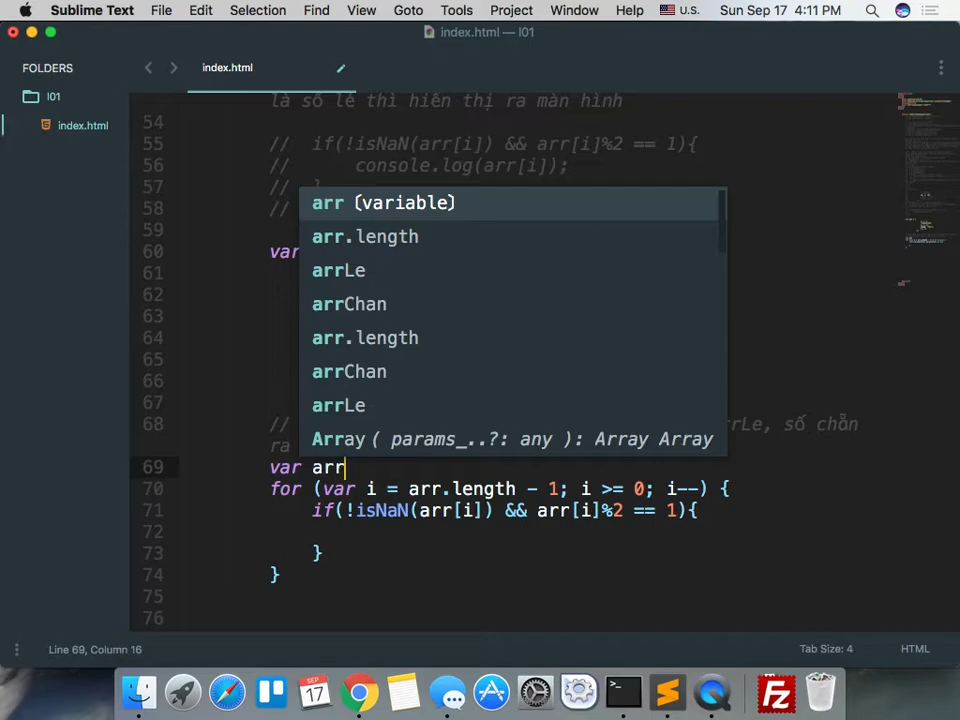 Sublime Text File Edit Selection Find View Goto Tools Project Window Help U.S. Sun Sep 17 4:11 PM
index.html — l01
FOLDERS
l01
index.html
index.html
là số lẻ thì hiển thị ra màn hình
54
55 // if(!isNaN(arr[i]) && arr[i]%2 == 1){
56 // console.log(arr[i]);
57 // }
58 //
59
60 var
61
62
63
64
65
66
67
68 // rrLe, số chẵn
ra
69 var arr
70 for (var i = arr.length - 1; i >= 0; i--) {
71 if(!isNaN(arr[i]) && arr[i]%2 == 1){
72
73 }
74 }
75
76
arr (variable)
arr.length
arrLe
arrChan
arr.length
arrChan
arrLe
Array ( params_..?: any ): Array Array
Line 69, Column 16 Tab Size: 4 HTML
SEP
17
>_
Fz